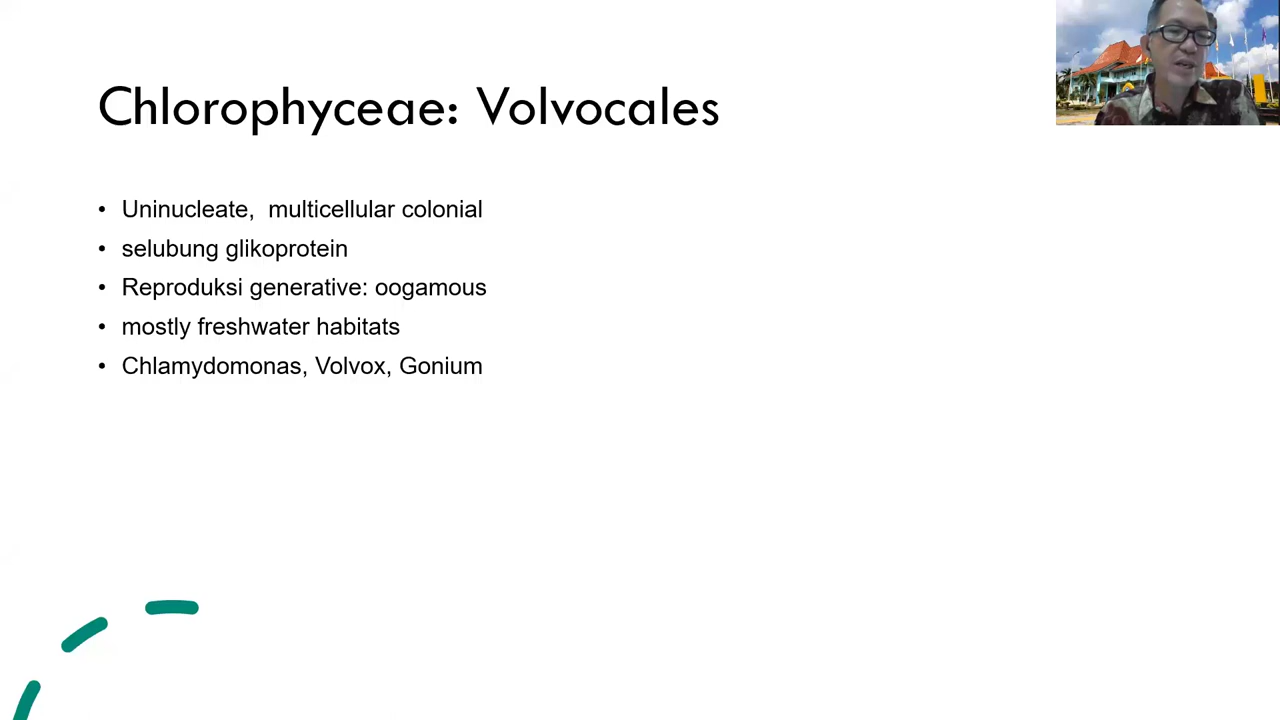 Chlorophyceae: Volvocales
• Uninucleate,  multicellular colonial
• selubung glikoprotein
• Reproduksi generative: oogamous
• mostly freshwater habitats
• Chlamydomonas, Volvox, Gonium